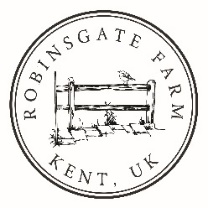 ROBINSGATE FARM
KENT, UK